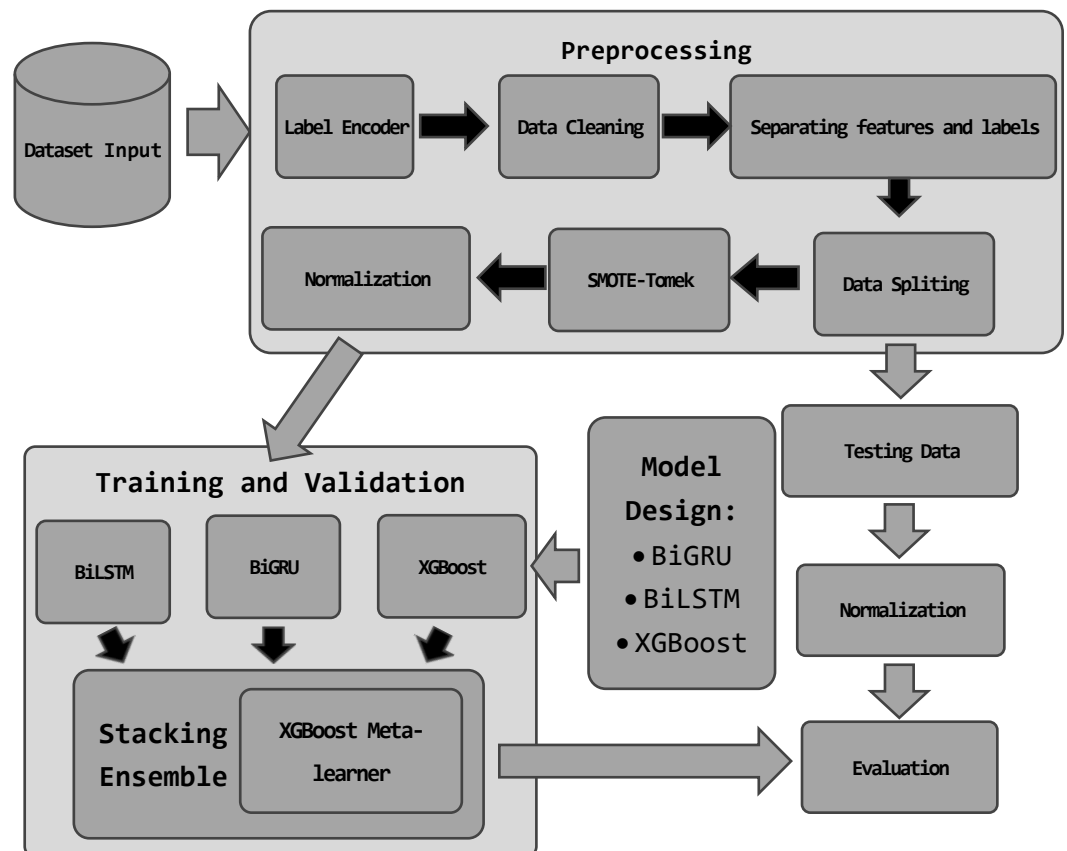 Preprocessing
Dataset Input
Label Encoder
Data Cleaning
Separating features and labels
Normalization
SMOTE-Tomek
Data Spliting
Testing Data
Normalization
Evaluation
Model
Design:
• BiGRU
• BiLSTM
• XGBoost
Training and Validation
BiLSTM
BiGRU
XGBoost
Stacking
Ensemble
XGBoost Meta-
learner